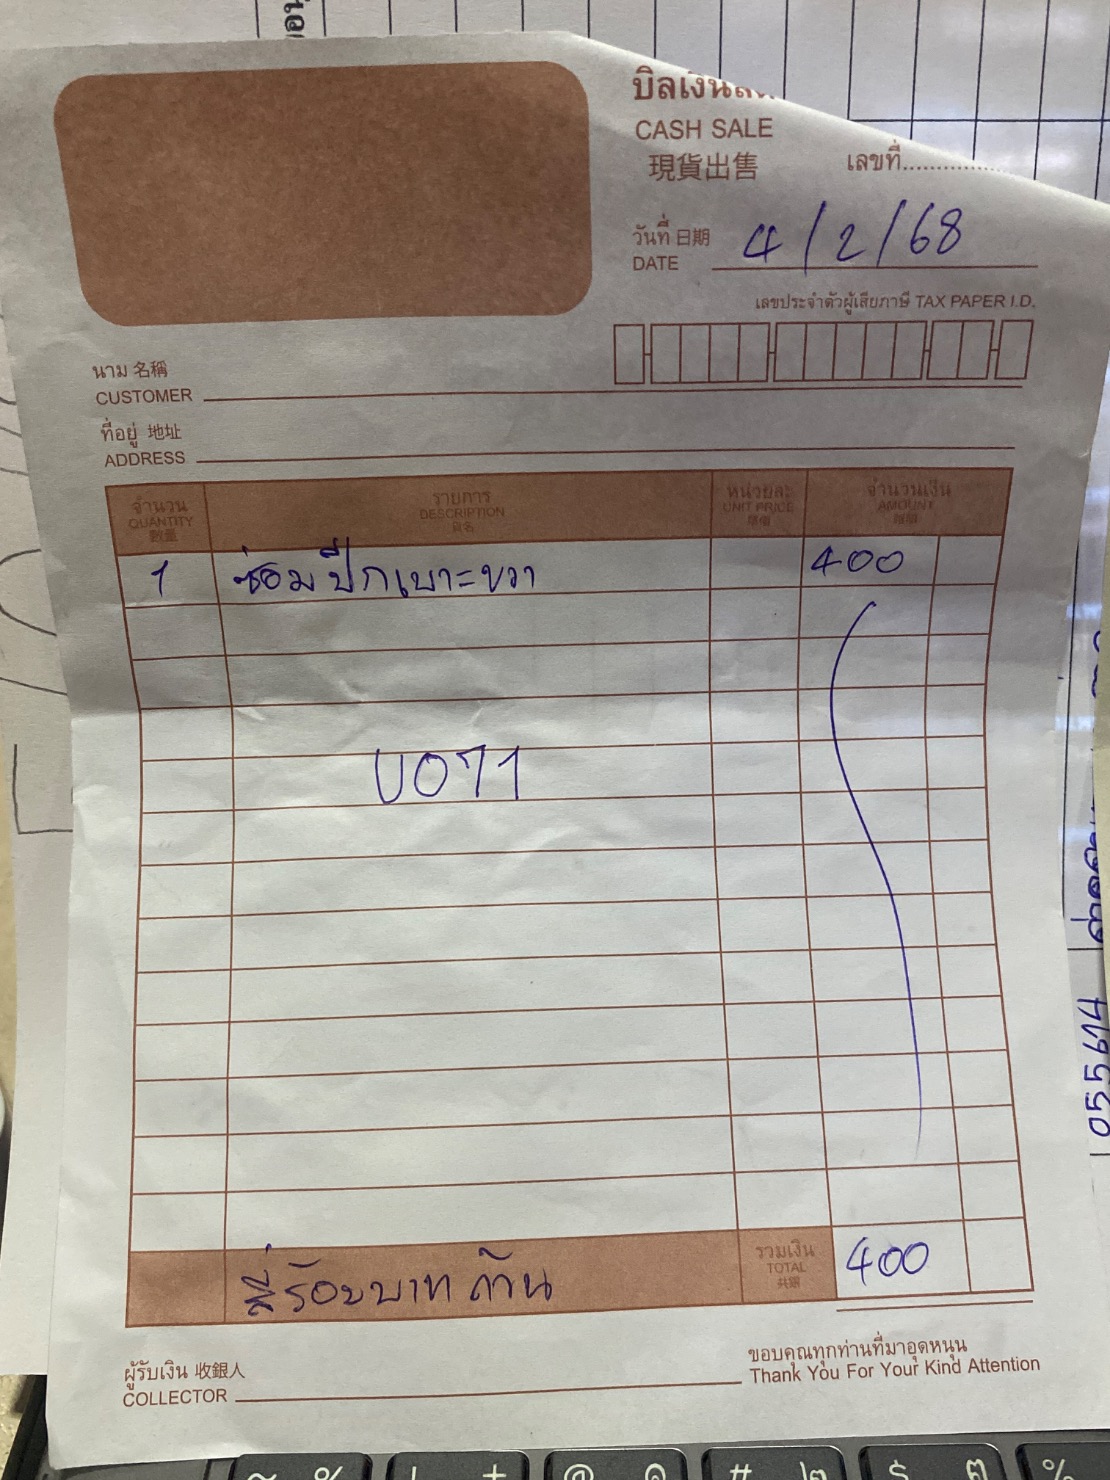 บิลเงินสด
CASH SALE
現貨出售
เลขที่
วันที่ 日期
DATE 4/2/68
เลขประจำตัวผู้เสียภาษี TAX PAPER I.D.
นาม 名稱
CUSTOMER
ที่อยู่ 地址
ADDRESS
จำนวน รายการ หน่วยละ จำนวนเงิน
QUANTITY DESCRIPTION UNIT PRICE AMOUNT
數量 貨名 單價
1 ซ่อมปีกเบาะขวา 400
U071
สี่ร้อยบาทถ้วน รวมเงิน 400
TOTAL
共銀
ผู้รับเงิน 收銀人
COLLECTOR
ขอบคุณทุกท่านที่มาอุดหนุน
Thank You For Your Kind Attention
055614